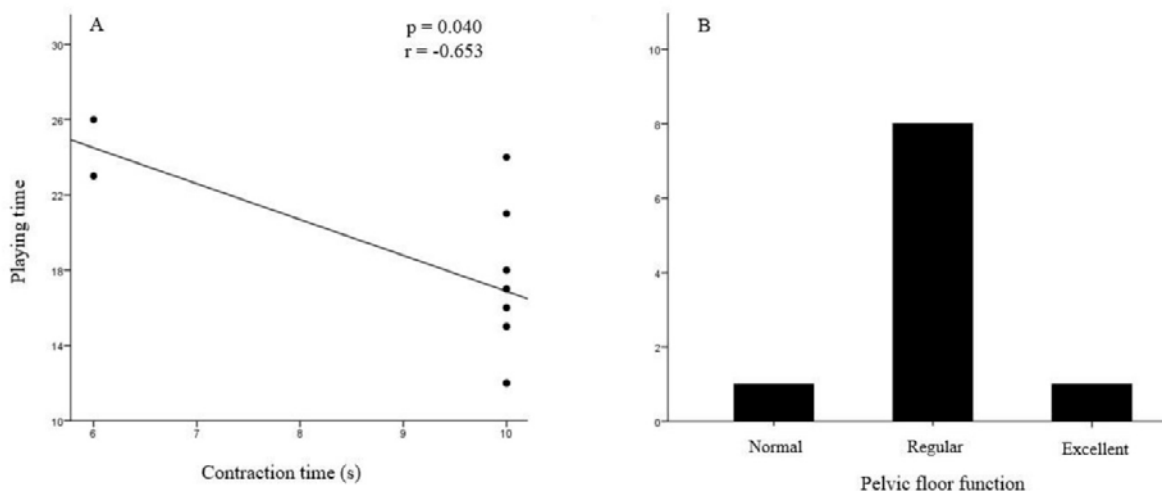 A
p = 0.040
r = -0.653
30
26
22
18
14
10
6
7
8
9
10
Playing time
Contraction time (s)
B
10
8
6
4
2
0
Normal
Regular
Excellent
Pelvic floor function